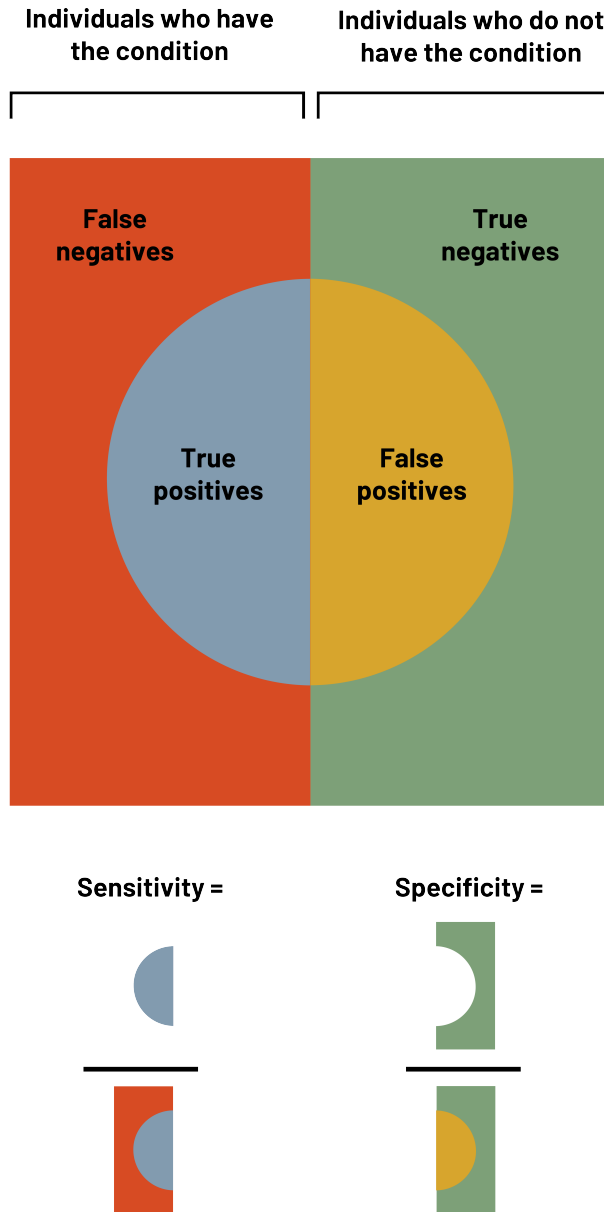 Individuals who have
the condition
Individuals who do not
have the condition
False
negatives
True
negatives
True
positives
False
positives
Sensitivity =
Specificity =